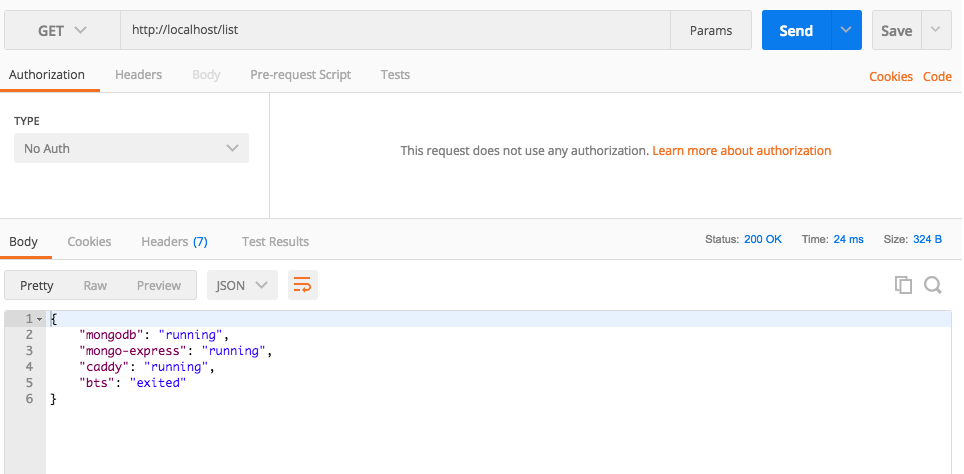 GET http://localhost/list Params Send Save
Authorization Headers Body Pre-request Script Tests Cookies Code
TYPE
No Auth
This request does not use any authorization. Learn more about authorization
Body Cookies Headers (7) Test Results Status: 200 OK Time: 24 ms Size: 324 B
Pretty Raw Preview JSON
1 {
2 "mongodb": "running",
3 "mongo-express": "running",
4 "caddy": "running",
5 "bts": "exited"
6 }